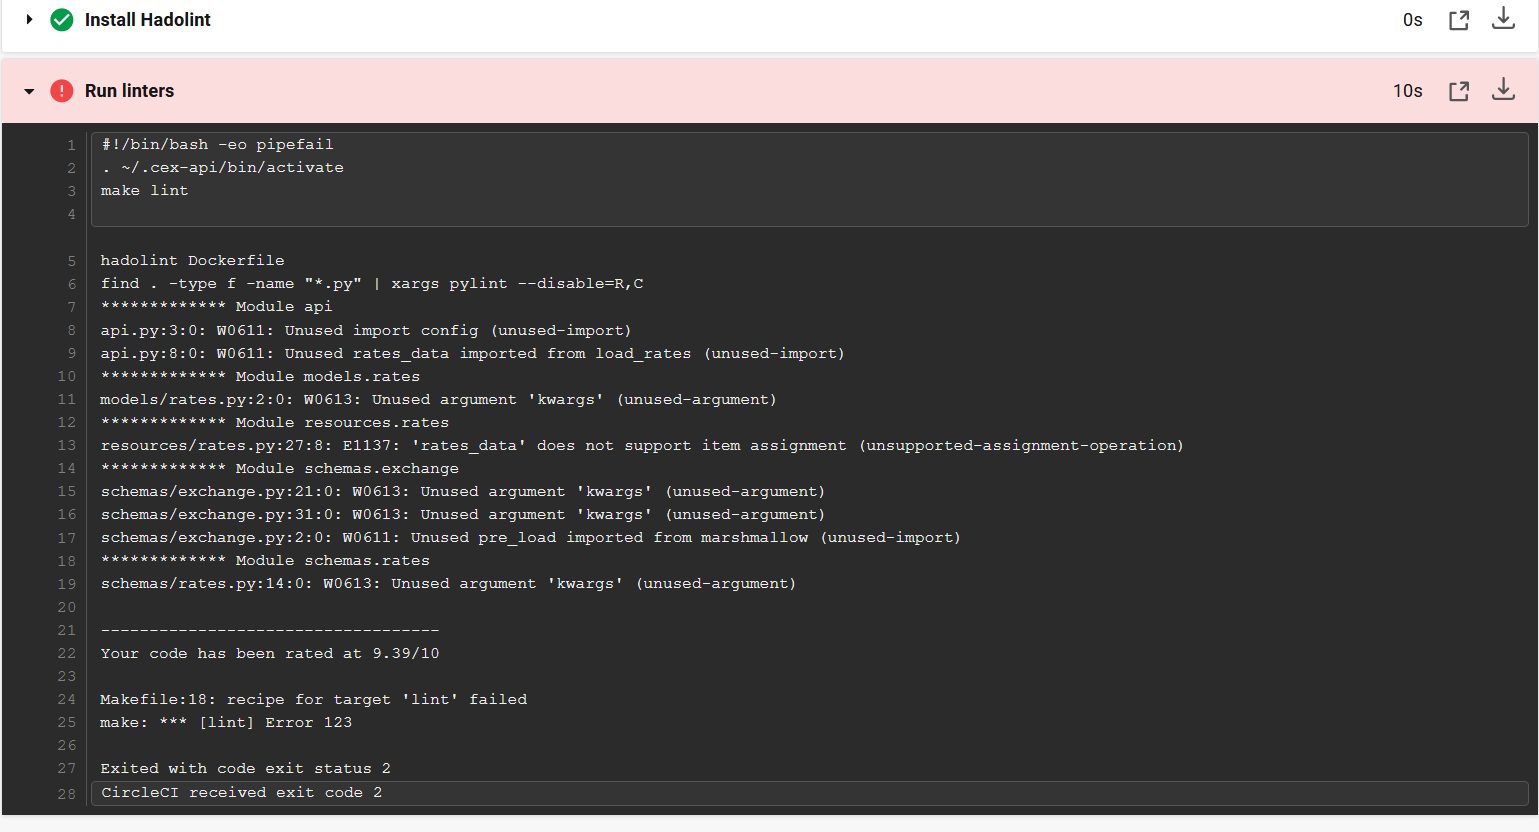 Install Hadolint
0s
Run linters
10s
1 #!/bin/bash -eo pipefail
2 . ~/.cex-api/bin/activate
3 make lint
4
5 hadolint Dockerfile
6 find . -type f -name "*.py" | xargs pylint --disable=R,C
7 ************* Module api
8 api.py:3:0: W0611: Unused import config (unused-import)
9 api.py:8:0: W0611: Unused rates_data imported from load_rates (unused-import)
10 ************* Module models.rates
11 models/rates.py:2:0: W0613: Unused argument 'kwargs' (unused-argument)
12 ************* Module resources.rates
13 resources/rates.py:27:8: E1137: 'rates_data' does not support item assignment (unsupported-assignment-operation)
14 ************* Module schemas.exchange
15 schemas/exchange.py:21:0: W0613: Unused argument 'kwargs' (unused-argument)
16 schemas/exchange.py:31:0: W0613: Unused argument 'kwargs' (unused-argument)
17 schemas/exchange.py:2:0: W0611: Unused pre_load imported from marshmallow (unused-import)
18 ************* Module schemas.rates
19 schemas/rates.py:14:0: W0613: Unused argument 'kwargs' (unused-argument)
20
21 -----------------------------------
22 Your code has been rated at 9.39/10
23
24 Makefile:18: recipe for target 'lint' failed
25 make: *** [lint] Error 123
26
27 Exited with code exit status 2
28 CircleCI received exit code 2